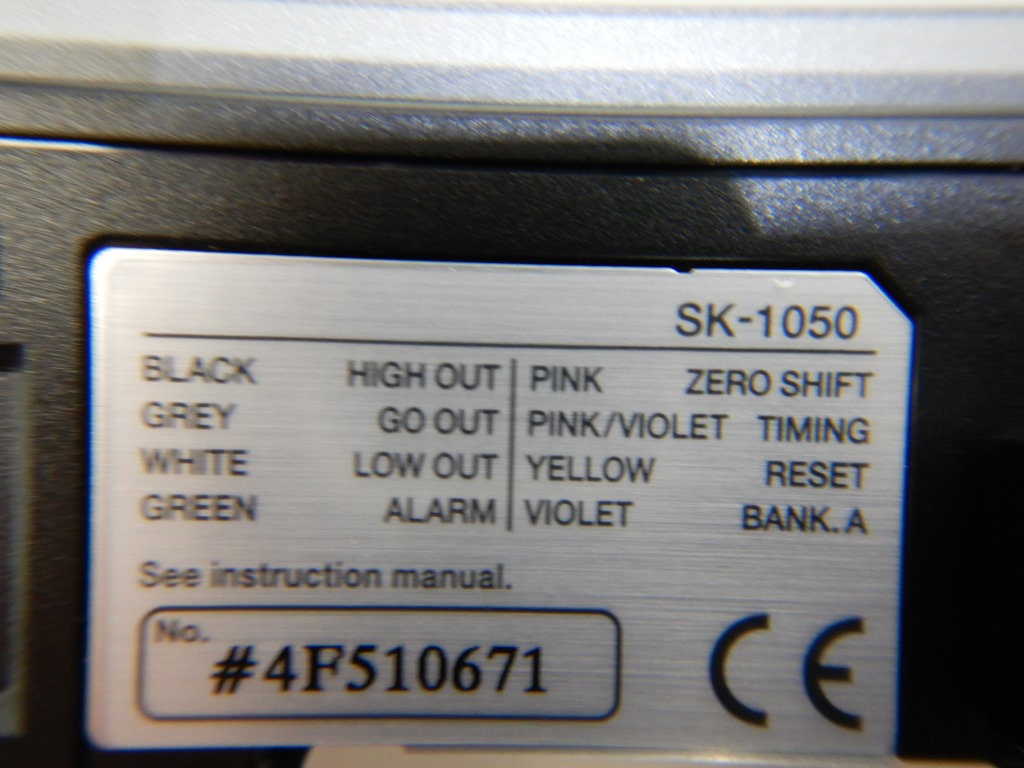 SK-1050
BLACK HIGH OUT PINK ZERO SHIFT
GREY GO OUT PINK/VIOLET TIMING
WHITE LOW OUT YELLOW RESET
GREEN ALARM VIOLET BANK. A
See instruction manual.
No. #4F510671
CE